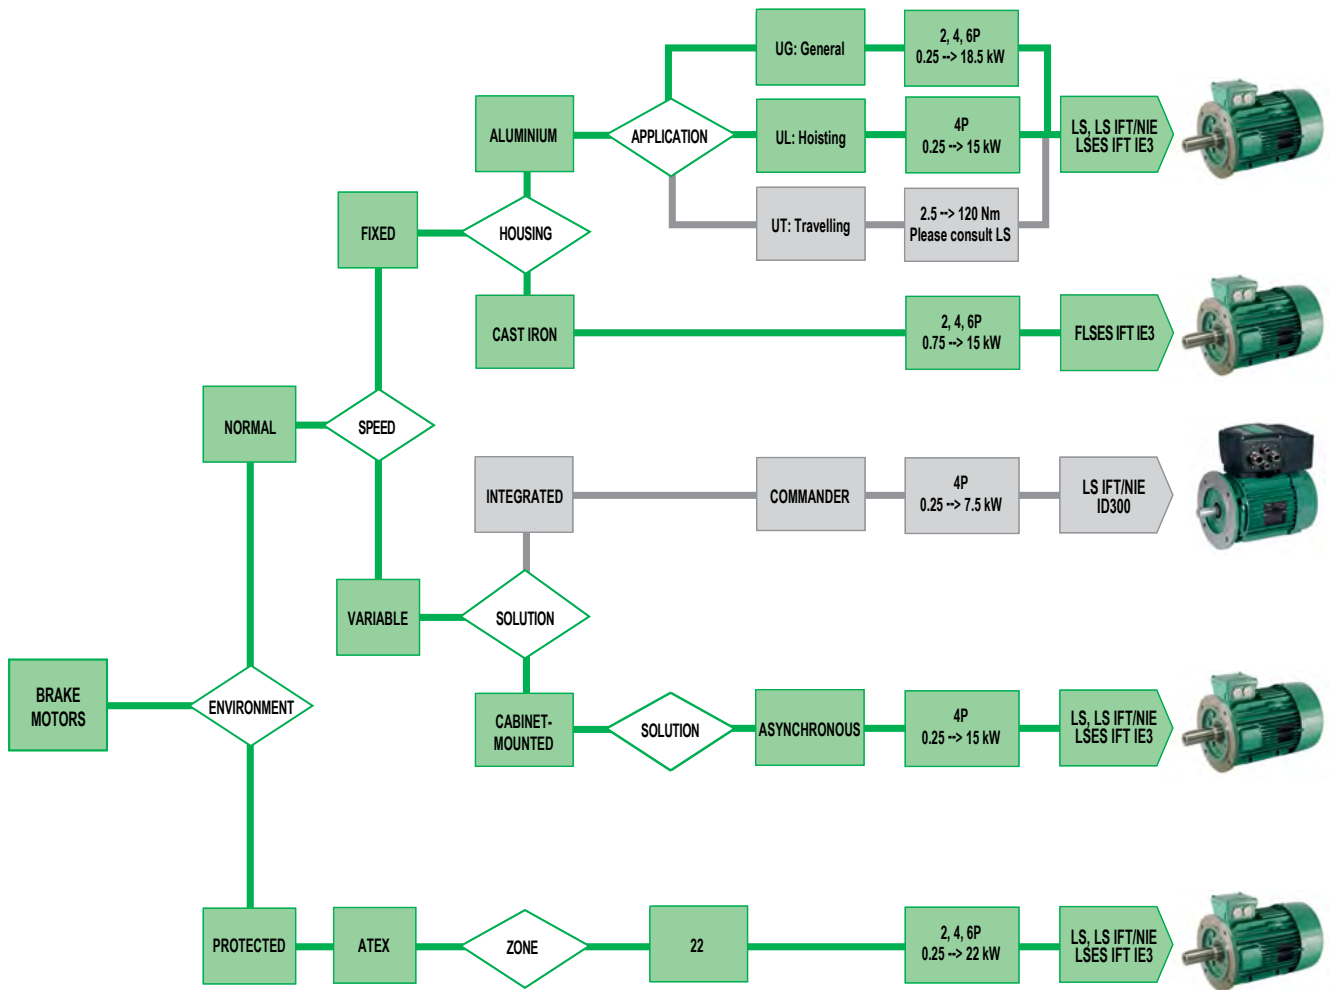 UG: General
2, 4, 6P
0.25 --> 18.5 kW
ALUMINIUM
APPLICATION
UL: Hoisting
4P
0.25 --> 15 kW
LS, LS IFT/NIE
LSES IFT IE3
UT: Travelling
2.5 --> 120 Nm
Please consult LS
FIXED
HOUSING
CAST IRON
2, 4, 6P
0.75 --> 15 kW
FLSES IFT IE3
NORMAL
SPEED
INTEGRATED
COMMANDER
4P
0.25 --> 7.5 kW
LS IFT/NIE
ID300
VARIABLE
SOLUTION
BRAKE
MOTORS
ENVIRONMENT
CABINET-
MOUNTED
SOLUTION
ASYNCHRONOUS
4P
0.25 --> 15 kW
LS, LS IFT/NIE
LSES IFT IE3
PROTECTED
ATEX
ZONE
22
2, 4, 6P
0.25 --> 22 kW
LS, LS IFT/NIE
LSES IFT IE3